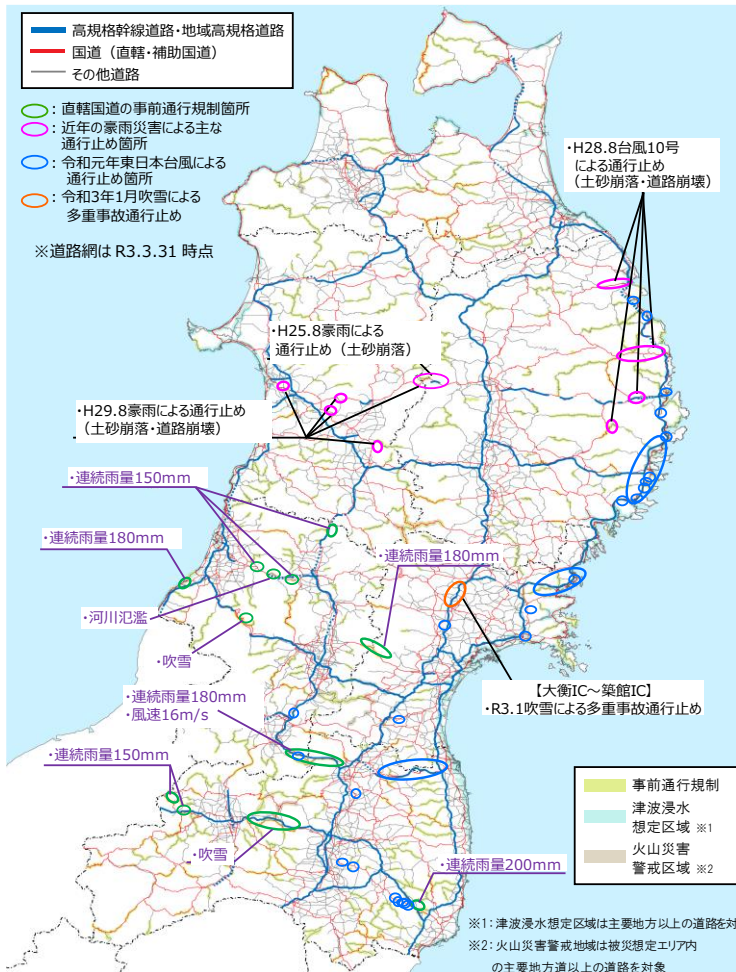 高規格幹線道路・地域高規格道路
国道（直轄・補助国道）
その他道路
：直轄国道の事前通行規制箇所
：近年の豪雨災害による主な
通行止め箇所
：令和元年東日本台風による
通行止め箇所
：令和3年1月吹雪による
多重事故通行止め
※道路網は R3.3.31 時点
・H28.8台風10号
による通行止め
（土砂崩落・道路崩壊）
・H25.8豪雨による
通行止め（土砂崩落）
・H29.8豪雨による通行止め
（土砂崩落・道路崩壊）
・連続雨量150mm
・連続雨量180mm
・連続雨量180mm
・河川氾濫
・吹雪
【大衡IC～築館IC】
・R3.1吹雪による多重事故通行止め
・連続雨量180mm
・風速16m/s
・連続雨量150mm
・吹雪
・連続雨量200mm
事前通行規制
津波浸水
想定区域 ※1
火山災害
警戒区域 ※2
※1：津波浸水想定区域は主要地方以上の道路を対
※2：火山災害警戒地域は被災想定エリア内
の主要地方道以上の道路を対象